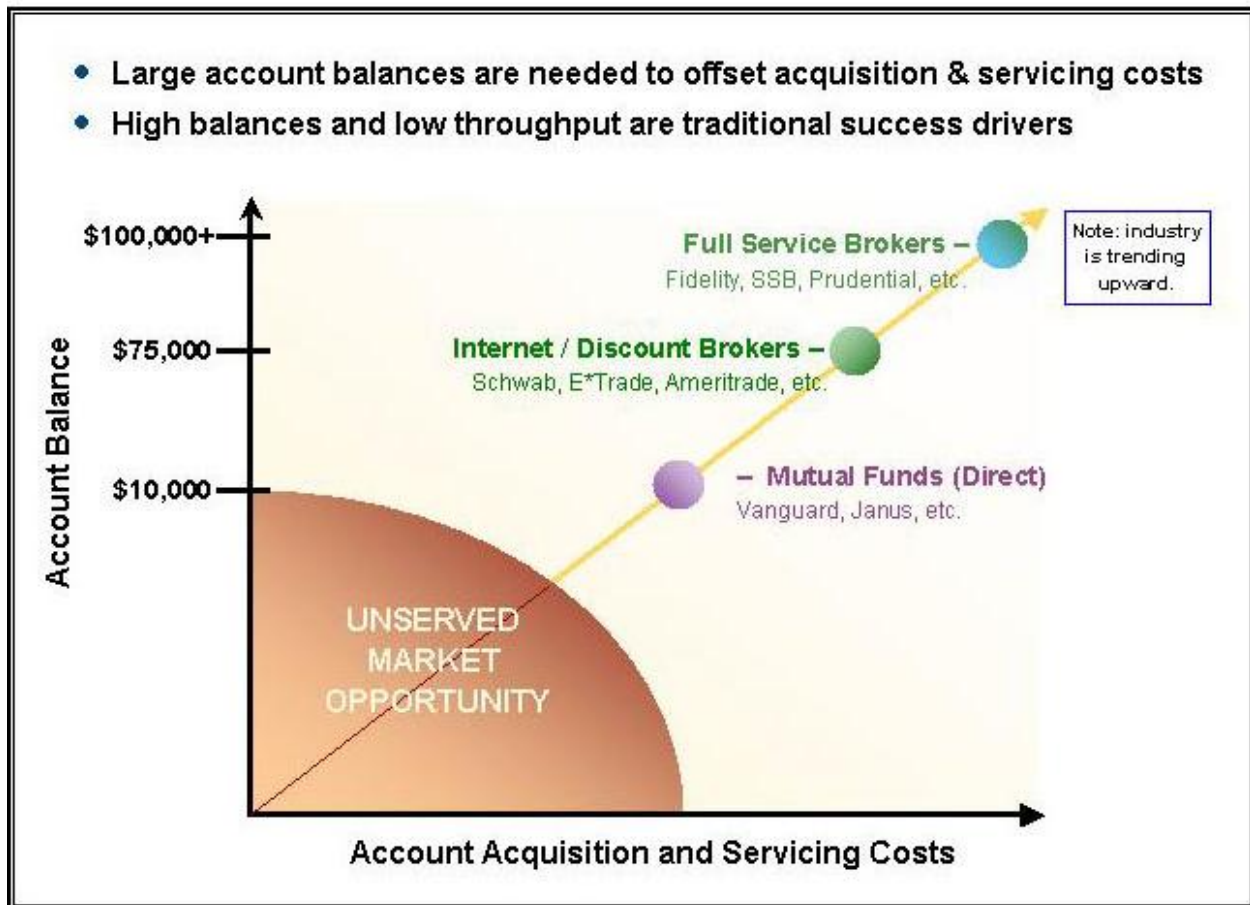 • Large account balances are needed to offset acquisition & servicing costs
• High balances and low throughput are traditional success drivers
$100,000+
Full Service Brokers –
Fidelity, SSB, Prudential, etc.
Note: industry
is trending
upward.
$75,000
Internet / Discount Brokers –
Schwab, E*Trade, Ameritrade, etc.
Account Balance
$10,000
– Mutual Funds (Direct)
Vanguard, Janus, etc.
UNSERVED
MARKET
OPPORTUNITY
Account Acquisition and Servicing Costs